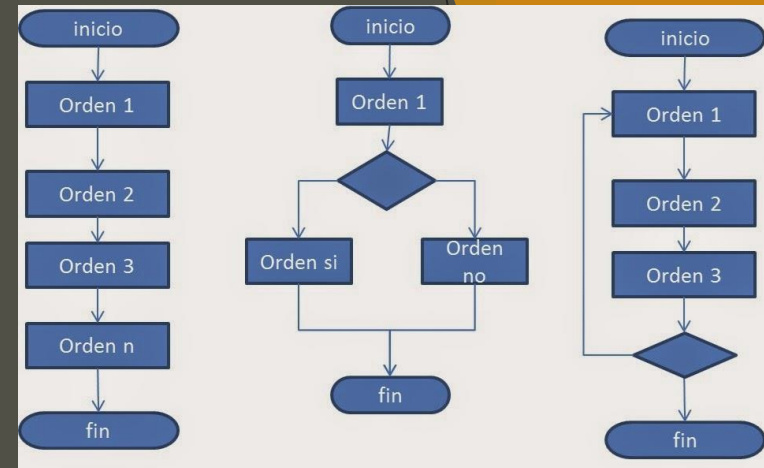 inicio
Orden 1
Orden 2
Orden 3
Orden n
fin
inicio
Orden 1
Orden si
Orden
no
fin
inicio
Orden 1
Orden 2
Orden 3
fin